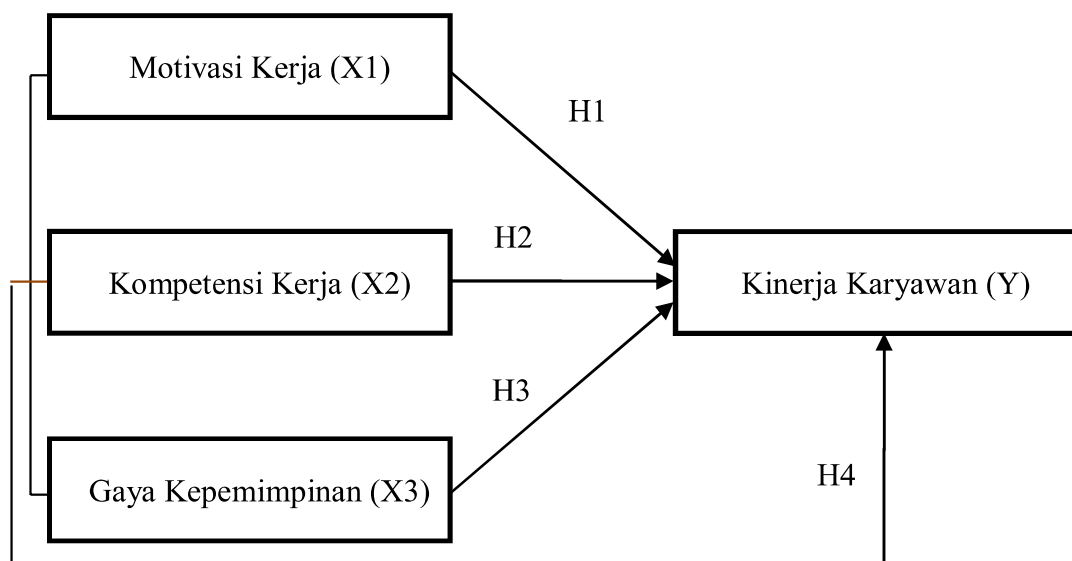 Motivasi Kerja (X1)
H1
H2
Kompetensi Kerja (X2)
Kinerja Karyawan (Y)
H3
Gaya Kepemimpinan (X3)
H4